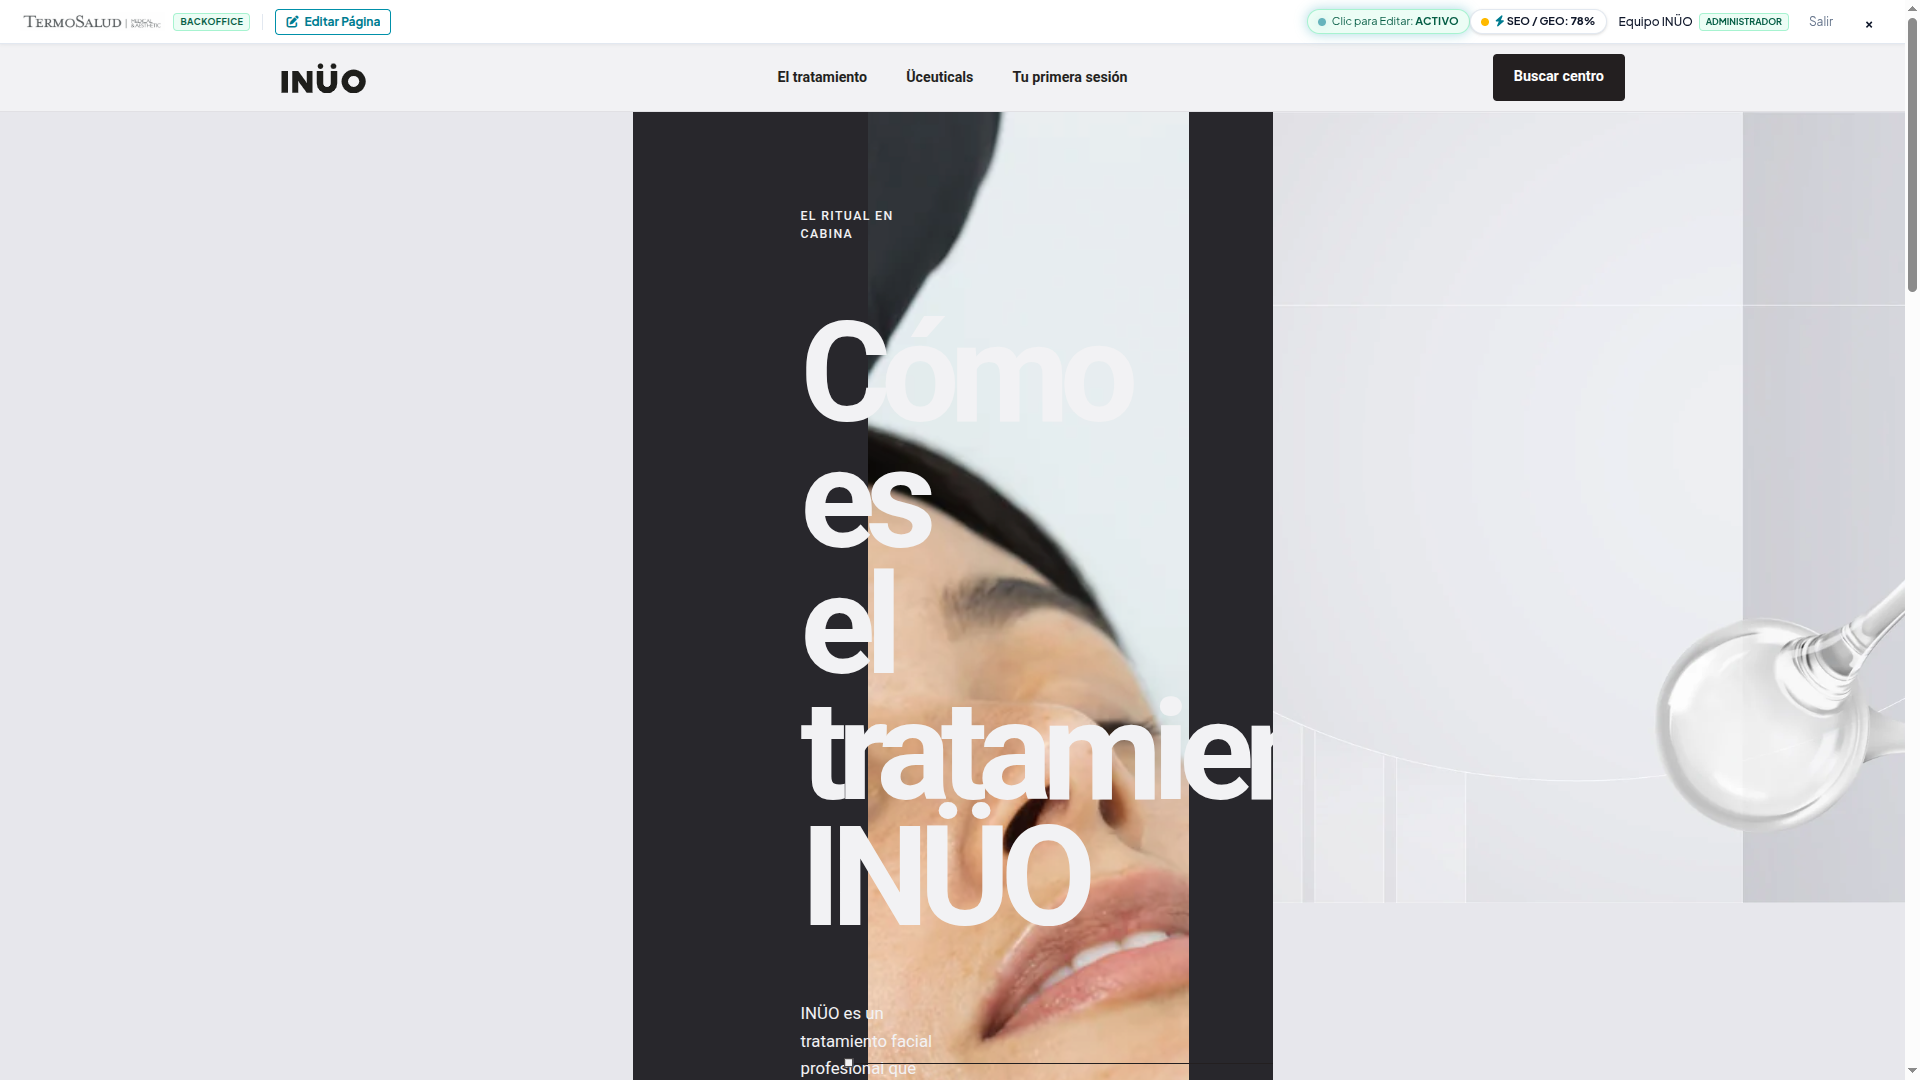 TERMOSALUD | MEDICAL &AESTHETIC
BACKOFFICE
Editar Página
Clic para Editar: ACTIVO
SEO / GEO: 78%
Equipo INÜO
ADMINISTRADOR
Salir
×
INÜO
El tratamiento
Üceuticals
Tu primera sesión
Buscar centro
EL RITUAL EN
CABINA
Cómo
es
el
tratamien
INÜO
INÜO es un
tratamiento facial
profesional que